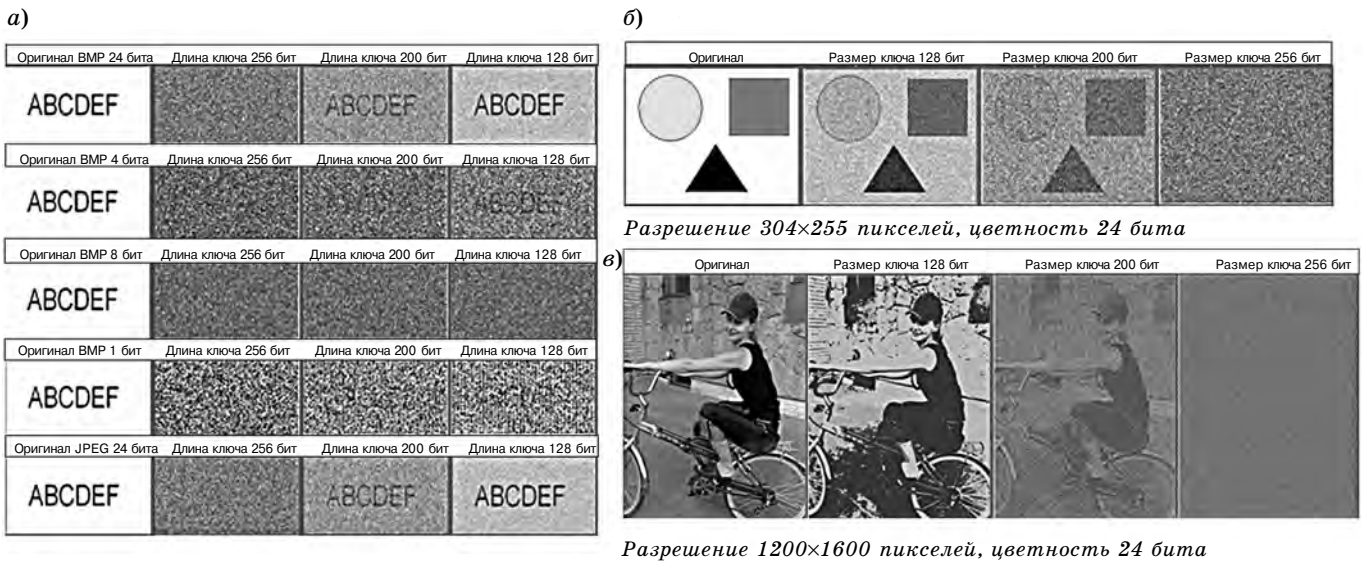 а)
Оригинал BMP 24 бита Длина ключа 256 бит Длина ключа 200 бит Длина ключа 128 бит
ABCDEF ABCDEF ABCDEF
Оригинал BMP 4 бита Длина ключа 256 бит Длина ключа 200 бит Длина ключа 128 бит
ABCDEF ABCDEF
Оригинал BMP 8 бит Длина ключа 256 бит Длина ключа 200 бит Длина ключа 128 бит
ABCDEF
Оригинал BMP 1 бит Длина ключа 256 бит Длина ключа 200 бит Длина ключа 128 бит
ABCDEF
Оригинал JPEG 24 бита Длина ключа 256 бит Длина ключа 200 бит Длина ключа 128 бит
ABCDEF ABCDEF ABCDEF
б)
Оригинал Размер ключа 128 бит Размер ключа 200 бит Размер ключа 256 бит
Разрешение 304×255 пикселей, цветность 24 бита
в)
Оригинал Размер ключа 128 бит Размер ключа 200 бит Размер ключа 256 бит
Разрешение 1200×1600 пикселей, цветность 24 бита